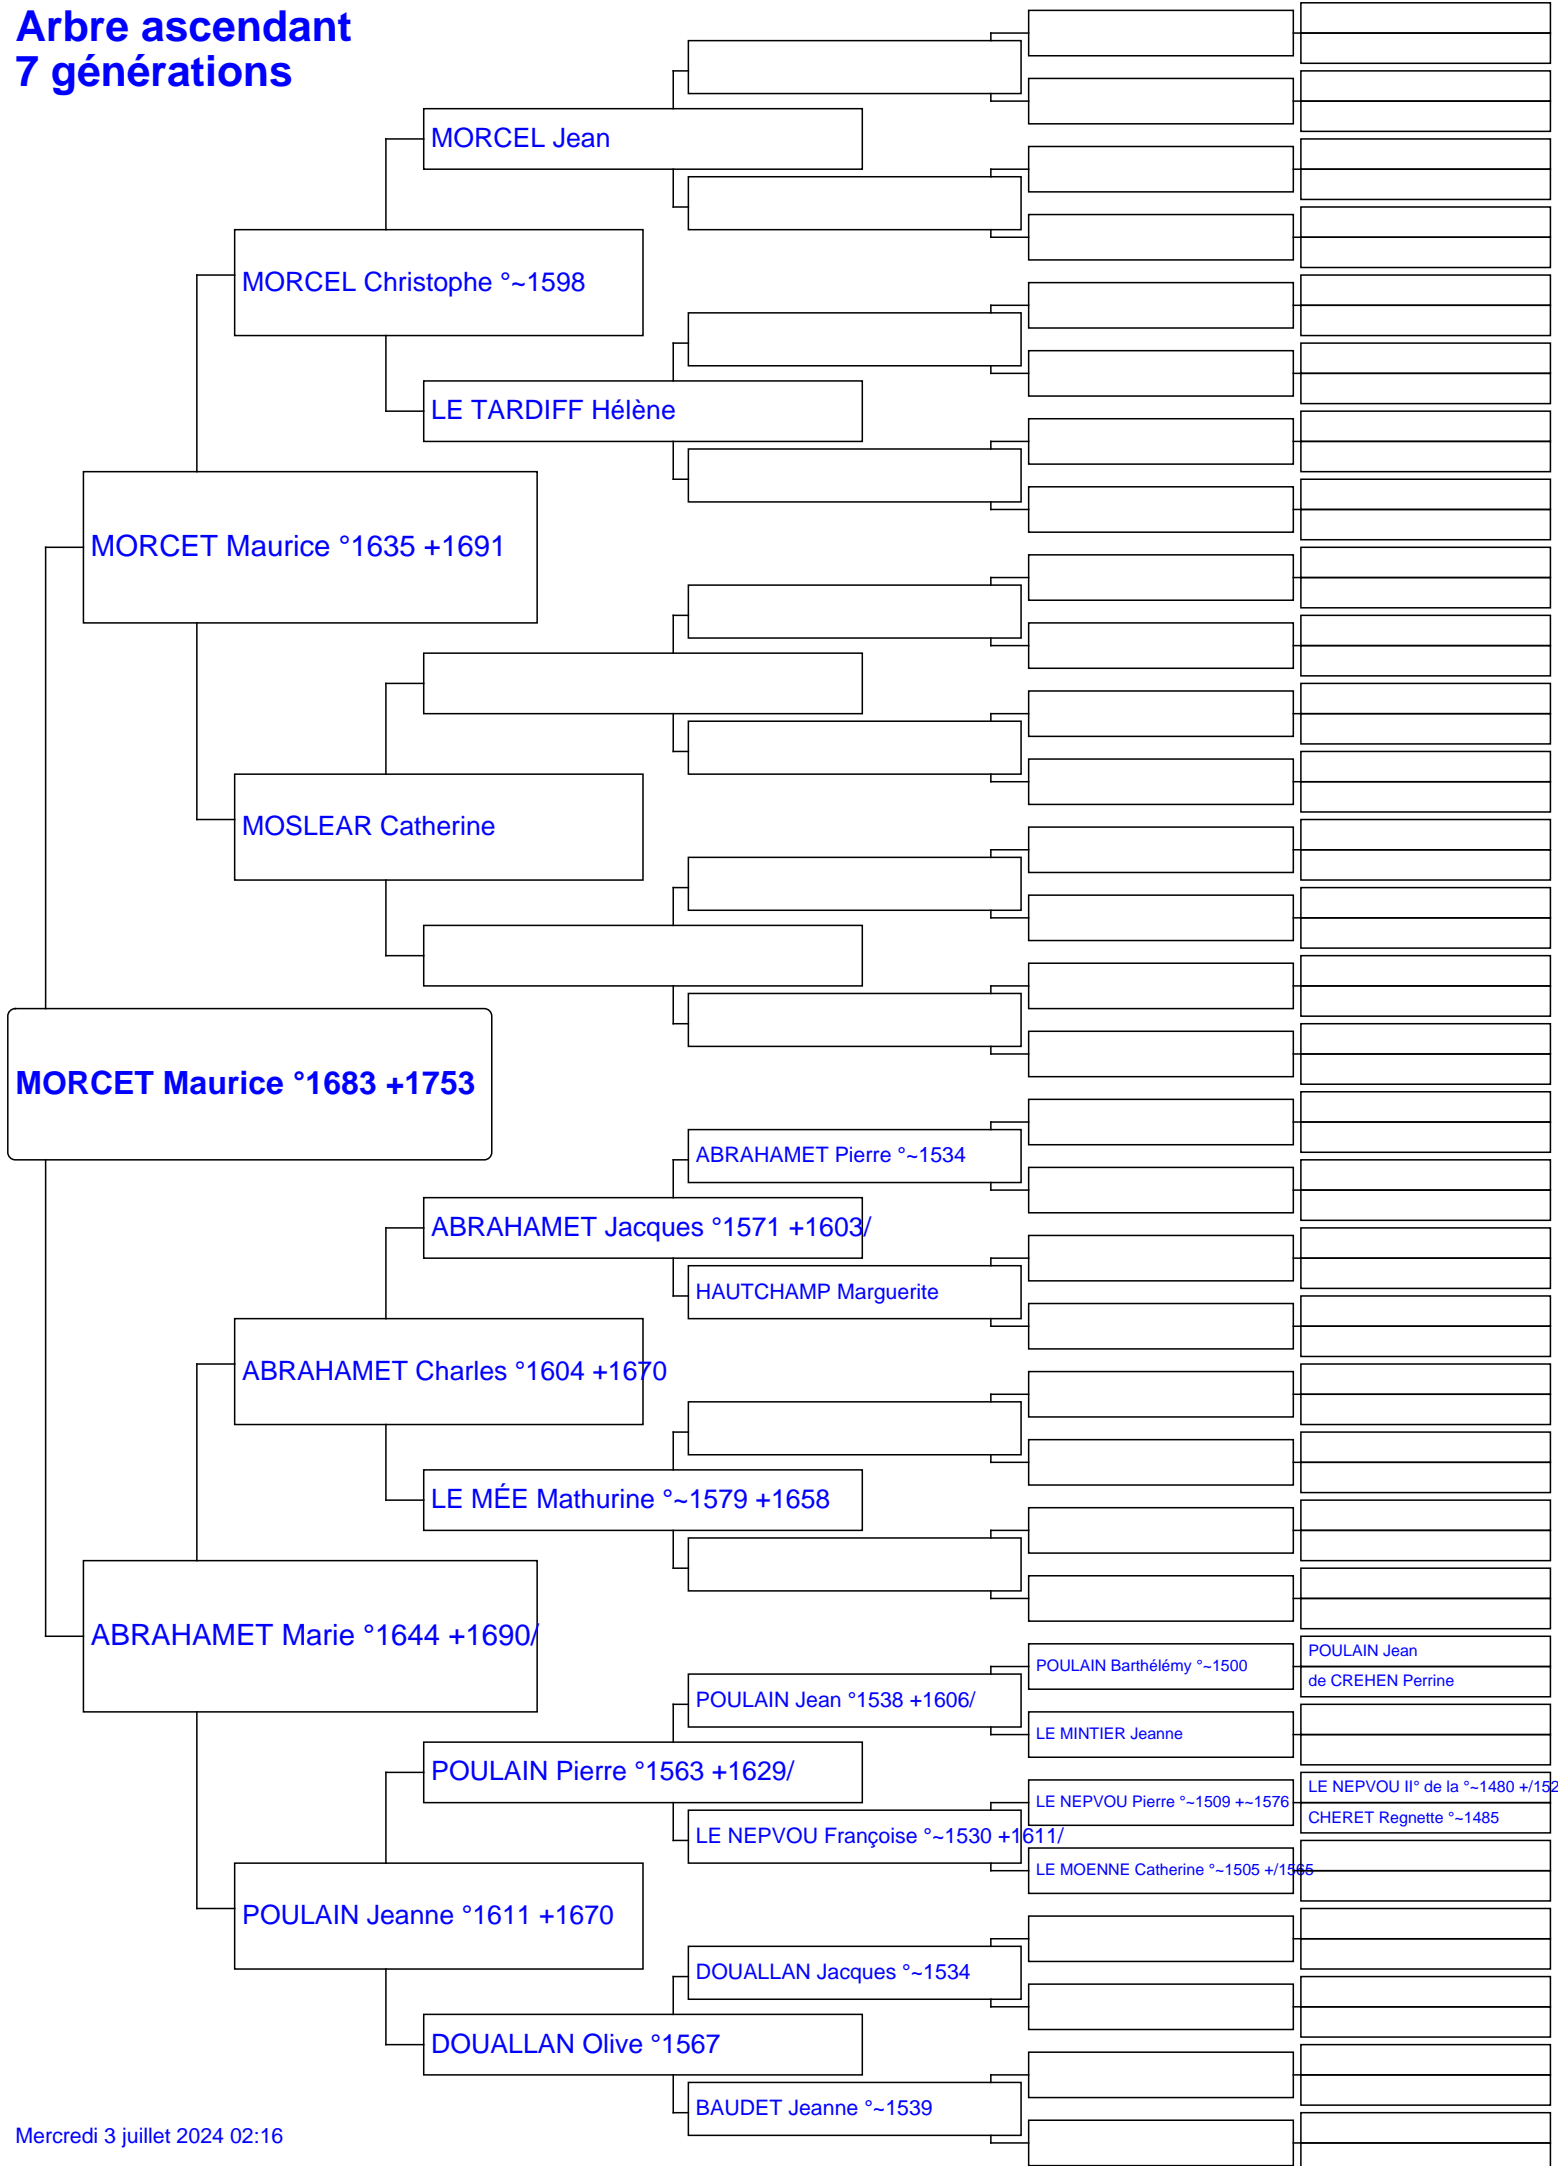 Arbre ascendant
7 générations
MORCEL Jean
MORCEL Christophe °~1598
LE TARDIFF Hélène
MORCET Maurice °1635 +1691
MOSLEAR Catherine
MORCET Maurice °1683 +1753
ABRAHAMET Pierre °~1534
ABRAHAMET Jacques °1571 +1603/
HAUTCHAMP Marguerite
ABRAHAMET Charles °1604 +1670
LE MÉE Mathurine °~1579 +1658
ABRAHAMET Marie °1644 +1690/
POULAIN Jean
POULAIN Barthélémy °~1500
de CREHEN Perrine
POULAIN Jean °1538 +1606/
LE MINTIER Jeanne
POULAIN Pierre °1563 +1629/
LE NEPVOU II° de la °~1480 +/152
LE NEPVOU Pierre °~1509 +~1576
CHERET Regnette °~1485
LE NEPVOU Françoise °~1530 +1611/
LE MOENNE Catherine °~1505 +/1565
POULAIN Jeanne °1611 +1670
DOUALLAN Jacques °~1534
DOUALLAN Olive °1567
BAUDET Jeanne °~1539
Mercredi 3 juillet 2024 02:16